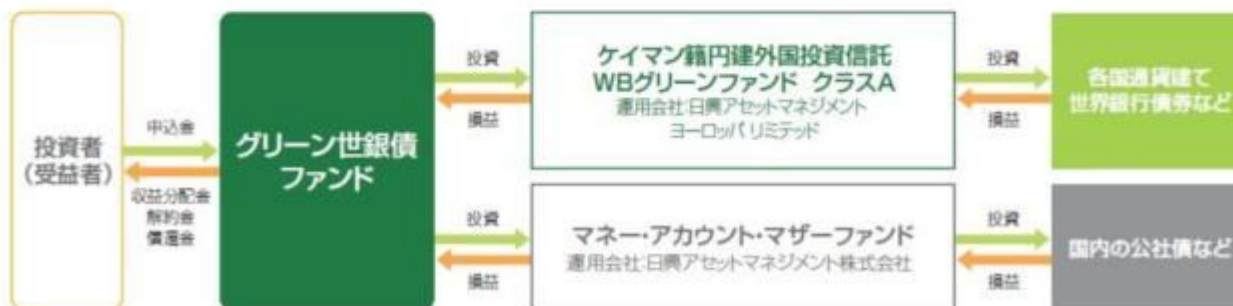 投資者
(受益者)
申込金
収益分配金
解約金
償還金
グリーン世銀債
ファンド
投資
損益
ケイマン籍円建外国投資信託
WBグリーンファンド クラスA
運用会社:日興アセットマネジメント
ヨーロッパ リミテッド
投資
損益
各国通貨建て
世界銀行債券など
投資
損益
マネー・アカウント・マザーファンド
運用会社:日興アセットマネジメント株式会社
投資
損益
国内の公社債など